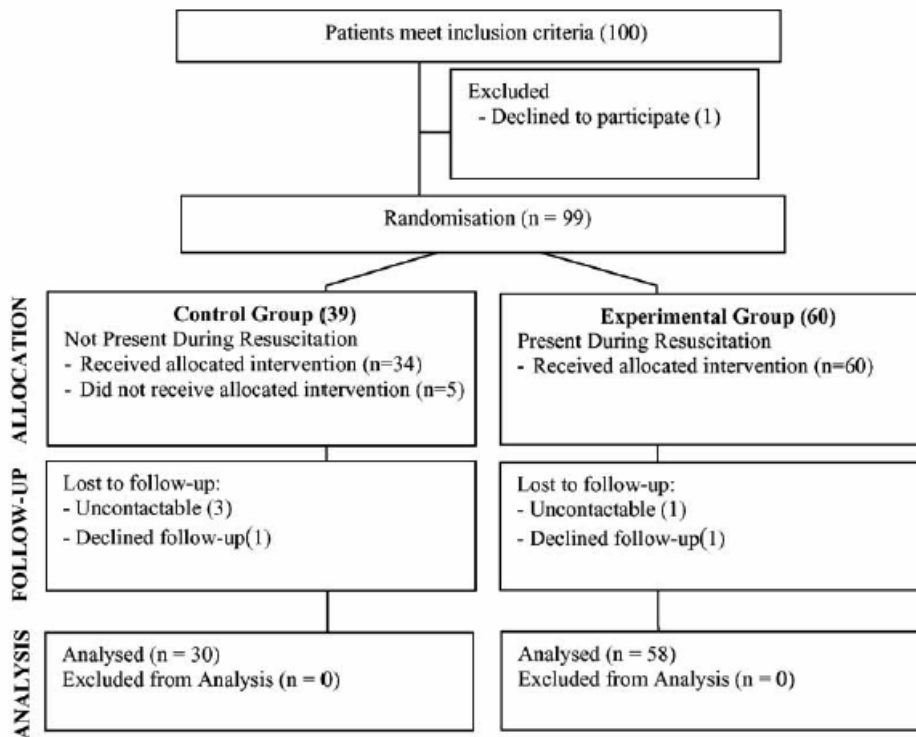 Patients meet inclusion criteria (100)
Excluded
- Declined to participate (1)
Randomisation (n = 99)
ALLOCATION
Control Group (39)
Not Present During Resuscitation
- Received allocated intervention (n=34)
- Did not receive allocated intervention (n=5)
Experimental Group (60)
Present During Resuscitation
- Received allocated intervention (n=60)
FOLLOW-UP
Lost to follow-up:
- Uncontactable (3)
- Declined follow-up(1)
Lost to follow-up:
- Uncontactable (1)
- Declined follow-up(1)
ANALYSIS
Analysed (n = 30)
Excluded from Analysis (n = 0)
Analysed (n = 58)
Excluded from Analysis (n = 0)